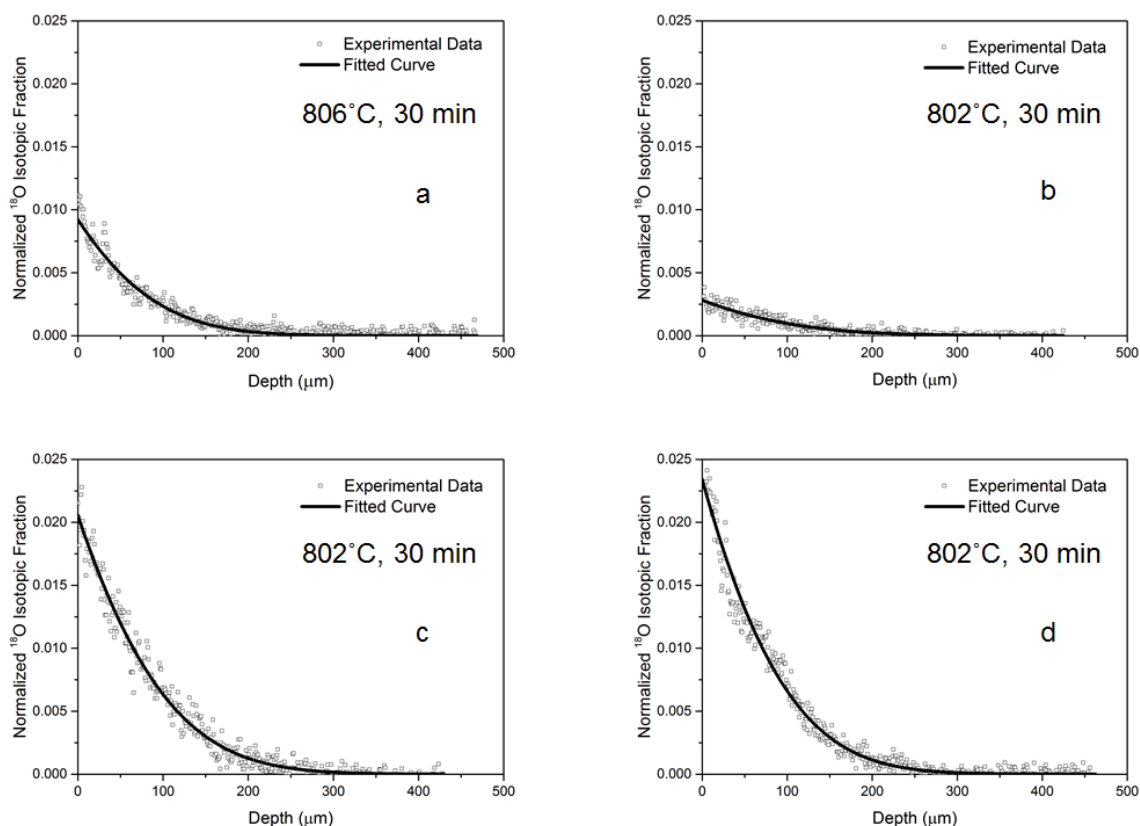 0.025
0.020
0.015
0.010
0.005
0.000
Normalized ¹⁸O Isotopic Fraction
Experimental Data
Fitted Curve
806˚C, 30 min
a
0 100 200 300 400 500
Depth (μm)
0.025
0.020
0.015
0.010
0.005
0.000
Normalized ¹⁸O Isotopic Fraction
Experimental Data
Fitted Curve
802˚C, 30 min
b
0 100 200 300 400 500
Depth (μm)
0.025
0.020
0.015
0.010
0.005
0.000
Normalized ¹⁸O Isotopic Fraction
Experimental Data
Fitted Curve
802˚C, 30 min
c
0 100 200 300 400 500
Depth (μm)
0.025
0.020
0.015
0.010
0.005
0.000
Normalized ¹⁸O Isotopic Fraction
Experimental Data
Fitted Curve
802˚C, 30 min
d
0 100 200 300 400 500
Depth (μm)